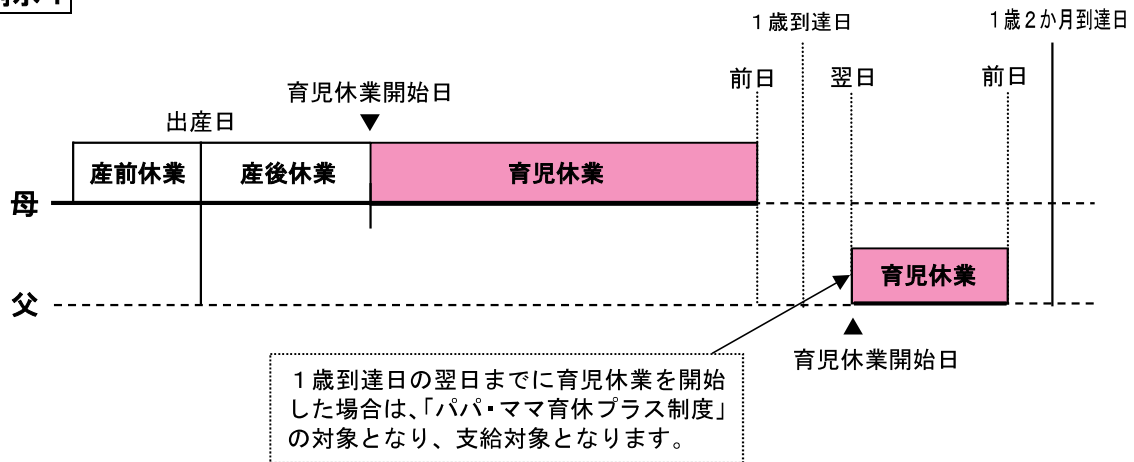 1歳到達日
1歳2か月到達日
前日
翌日
前日
育児休業開始日
▼
出産日
産前休業
産後休業
育児休業
母
育児休業
父
▲
育児休業開始日
1歳到達日の翌日までに育児休業を開始
した場合は、「パパ・ママ育休プラス制度」
の対象となり、支給対象となります。